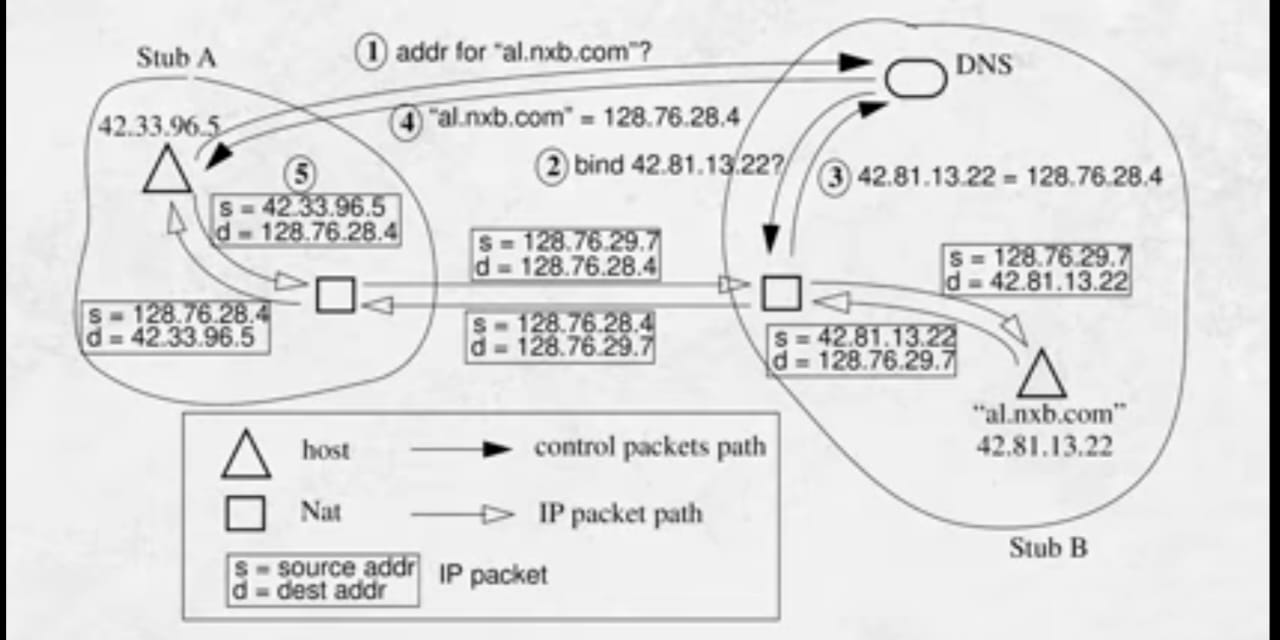 Stub A
① addr for “al.nxb.com”?
DNS
42.33.96.5
④ “al.nxb.com” = 128.76.28.4
② bind 42.81.13.22?
③ 42.81.13.22 = 128.76.28.4
⑤
s = 42.33.96.5
d = 128.76.28.4
s = 128.76.29.7
d = 128.76.28.4
s = 128.76.29.7
d = 42.81.13.22
s = 128.76.28.4
d = 42.33.96.5
s = 128.76.28.4
d = 128.76.29.7
s = 42.81.13.22
d = 128.76.29.7
“al.nxb.com”
42.81.13.22
host
control packets path
Nat
IP packet path
Stub B
s = source addr
d = dest addr
IP packet